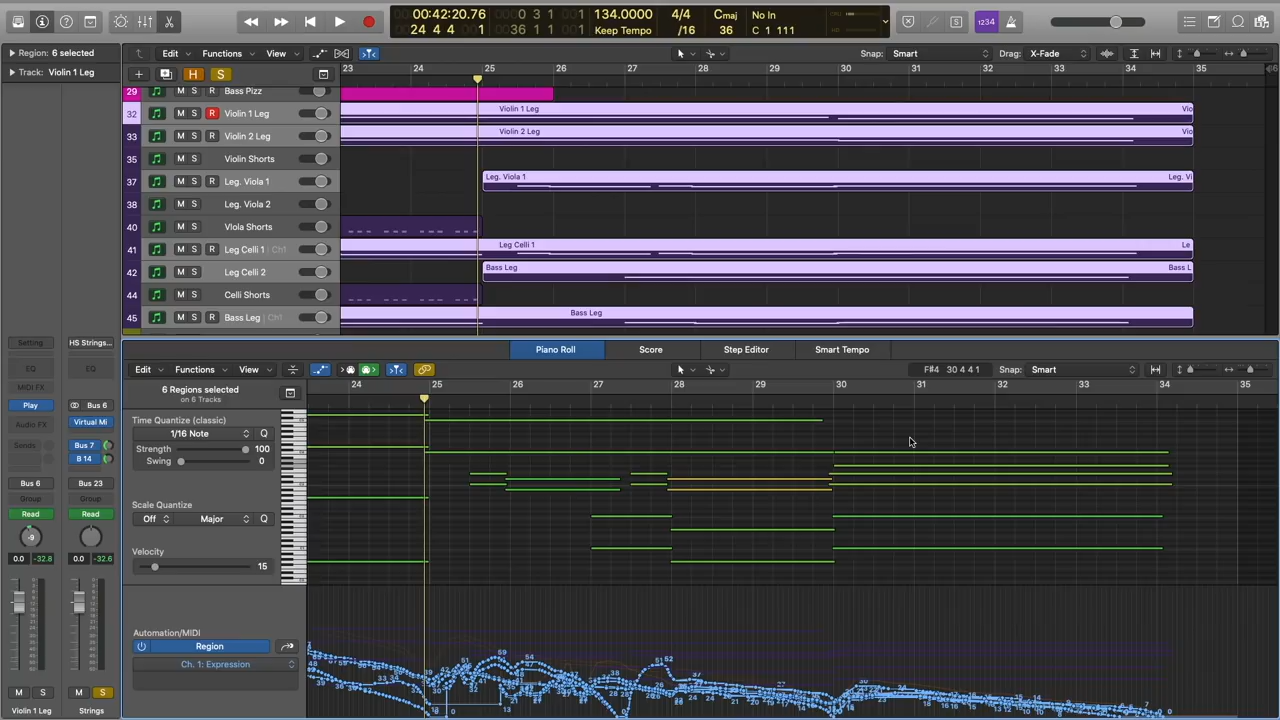 00:42:20.76 0 3 1 001 134.0000 4/4 Cmaj No In
24 4 4 1 0 36 1 1 001 Keep Tempo /16 36 C 1 111
1234
Region: 6 selected
Edit Functions View Snap: Smart Drag: X-Fade
Track: Violin 1 Leg
H S 23 24 25 26 27 28 29 30 31 32 33 34 35
29 M S R Bass Pizz
32 M S R Violin 1 Leg Violin 1 Leg Vio
33 M S R Violin 2 Leg Violin 2 Leg Vio
35 M S Violin Shorts
37 M S R Leg. Viola 1 Leg. Viola 1 Leg. Vi
38 M S Leg. Viola 2
40 M S Viola Shorts
41 M S R Leg Celli 1 Ch1 Leg Celli 1 Le
42 M S Leg Celli 2 Bass Leg Bass L
44 M S Celli Shorts
45 M S R Bass Leg Ch1 Bass Leg
Setting HS Strings...
Piano Roll Score Step Editor Smart Tempo
EQ EQ
MIDI FX
Edit Functions View F#4 30 4 4 1 Snap: Smart
6 Regions selected
on 6 Tracks
24 25 26 27 28 29 30 31 32 33 34 35
Play Bus 6
Audio FX Virtual Mi
Sends Bus 7
B 14
Time Quantize (classic)
1/16 Note Q
Strength 100
Swing 0
Bus 6 Bus 23
Group Group
Read Read
Scale Quantize
Off Major Q
-9
0.0 -32.8 0.0 -32.6
Velocity
15
Automation/MIDI
Region
Ch. 1: Expression
M S M S
Violin 1 Leg Strings